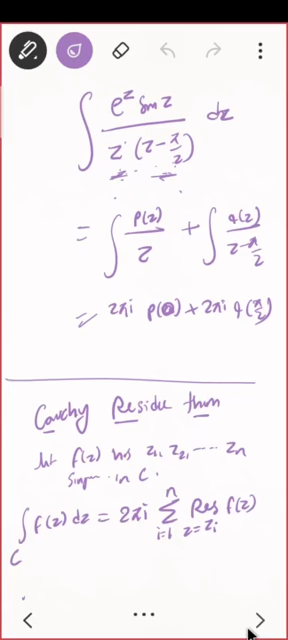 ∫ e^z sin z / z (z - π/2) dz
= ∫ p(z)/z + ∫ q(z)/z - π/2
= 2πi p(0) + 2πi q(π/2)
Cauchy Residue thm
let f(z) has z₁, z₂, ---- zₙ
in C.
∫_C f(z) dz = 2πi Σ_{i=1}^{n} Res_{z=z_i} f(z)